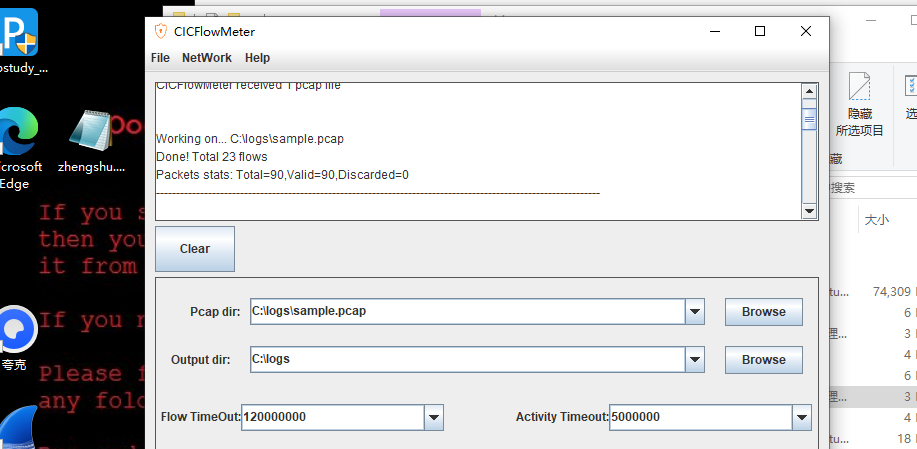 CICFlowMeter
File NetWork Help
CICFlowMeter received 1 pcap file
Working on... C:\logs\sample.pcap
Done! Total 23 flows
Packets stats: Total=90,Valid=90,Discarded=0
Clear
Pcap dir: C:\logs\sample.pcap Browse
Output dir: C:\logs Browse
Flow TimeOut: 120000000 Activity Timeout: 5000000
ostudy_...
icrosoft
Edge
zhengshu....
夸克
If you s
then you
it from
If you n
Please f
any fold
隐藏
所选项目
选
藏
搜索
大小
tu... 74,309
6
理... 3
4
6
理... 3
4
tu... 18